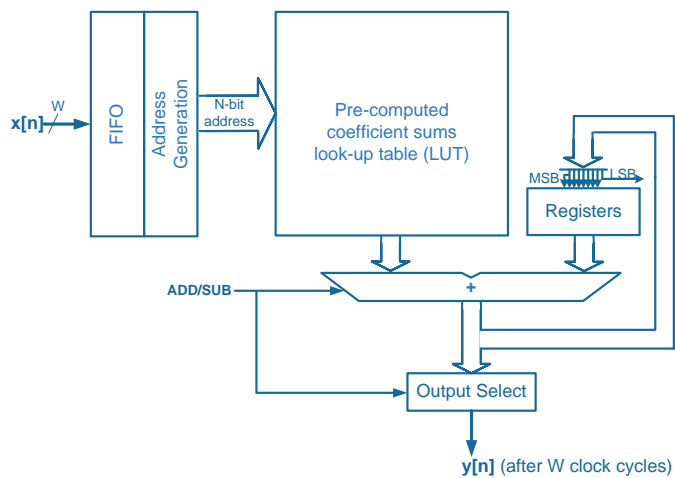 W
x[n]
FIFO
Address
Generation
N-bit
address
Pre-computed
coefficient sums
look-up table (LUT)
MSB
LSB
Registers
ADD/SUB
+
Output Select
y[n] (after W clock cycles)